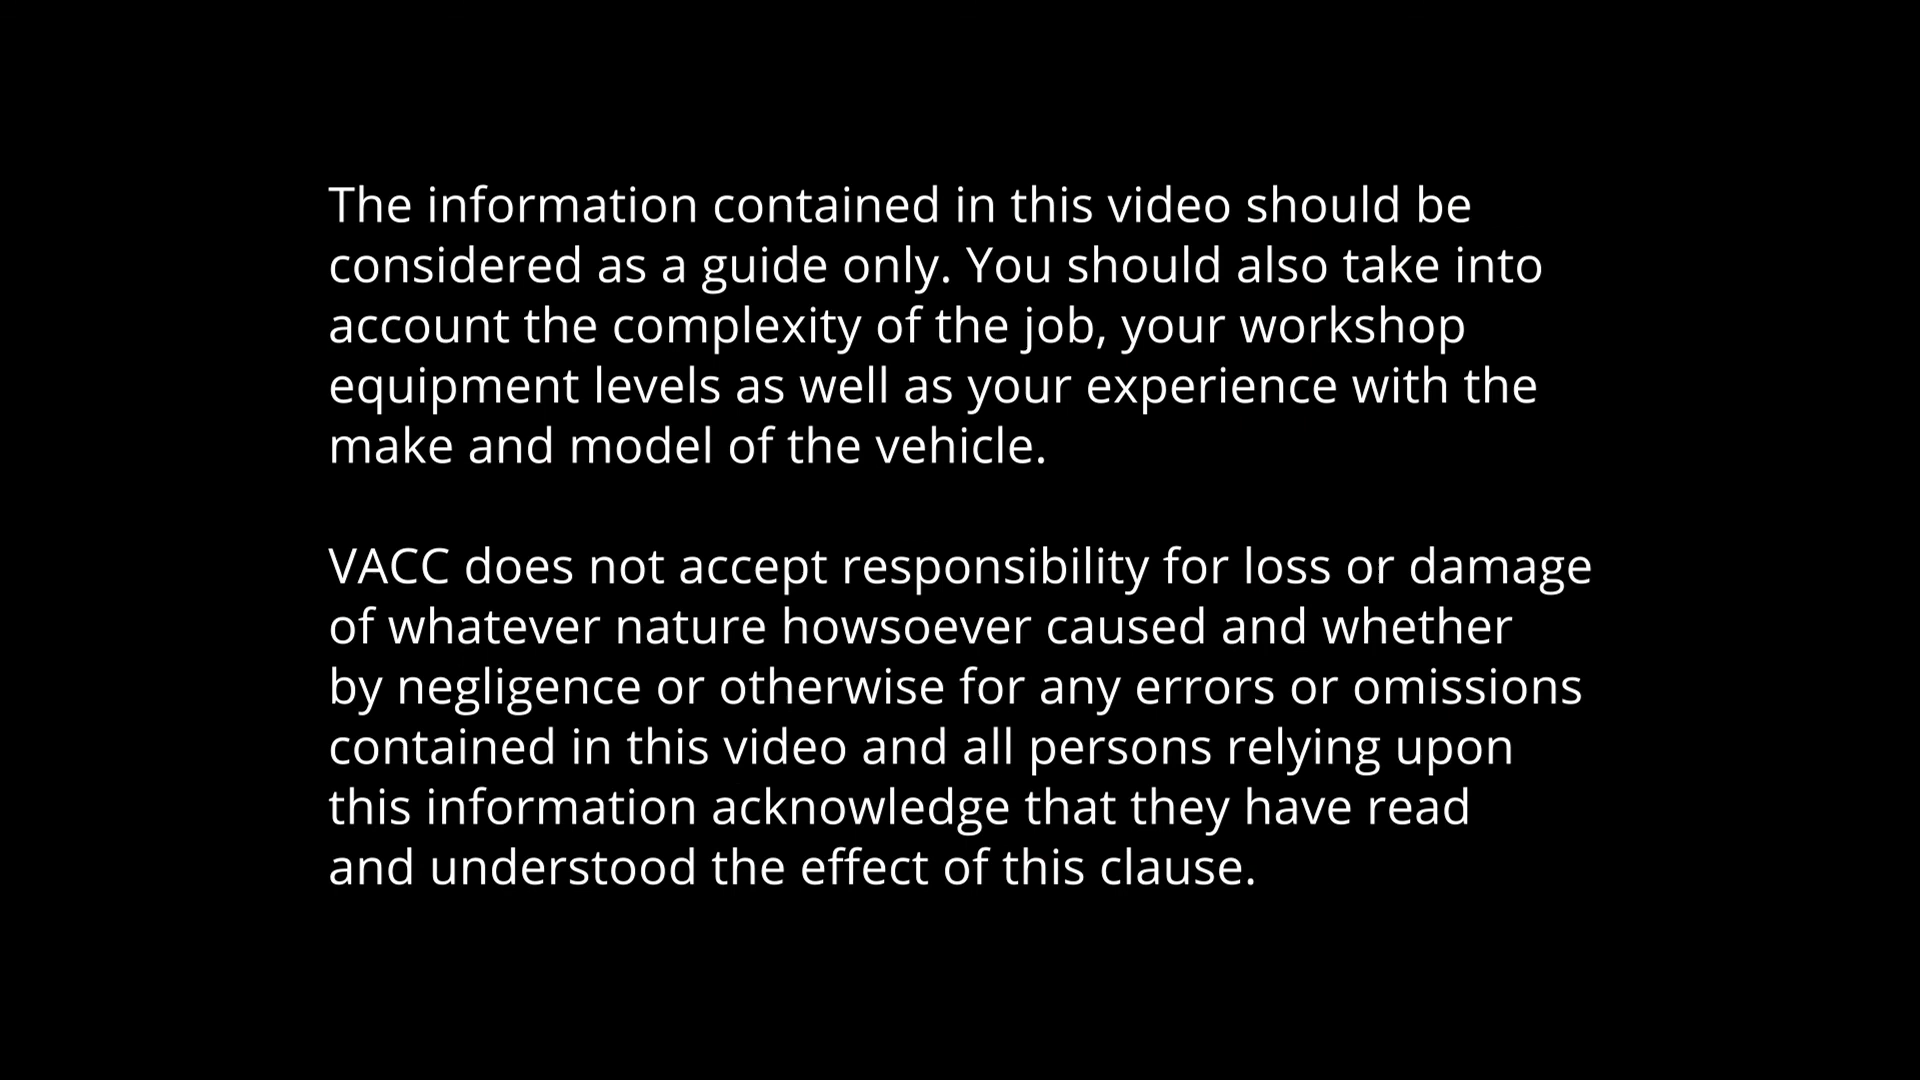 The information contained in this video should be
considered as a guide only. You should also take into
account the complexity of the job, your workshop
equipment levels as well as your experience with the
make and model of the vehicle.
VACC does not accept responsibility for loss or damage
of whatever nature howsoever caused and whether
by negligence or otherwise for any errors or omissions
contained in this video and all persons relying upon
this information acknowledge that they have read
and understood the effect of this clause.